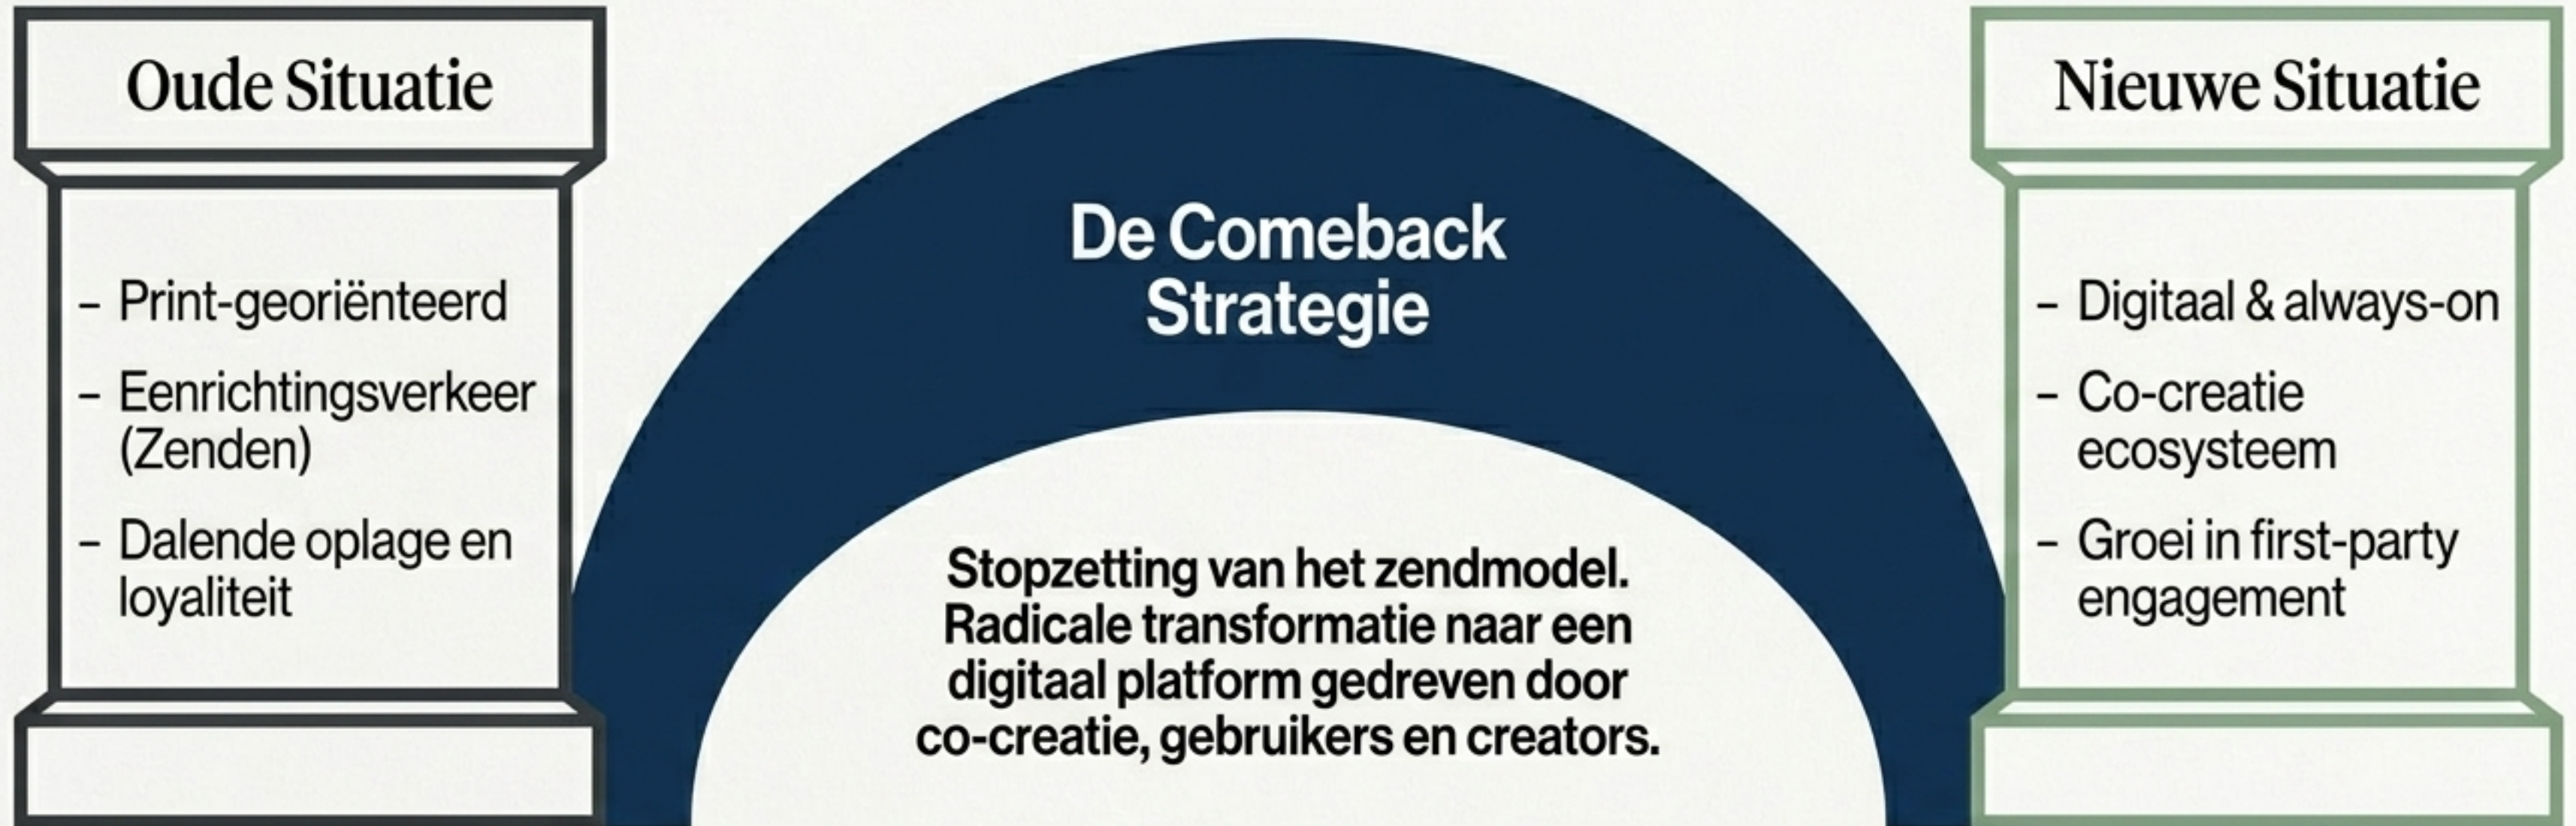 Oude Situatie
– Print-georiënteerd
– Eenrichtingsverkeer
(Zenden)
– Dalende oplage en
loyaliteit
De Comeback
Strategie
Stopzetting van het zendmodel.
Radicale transformatie naar een
digitaal platform gedreven door
co-creatie, gebruikers en creators.
Nieuwe Situatie
– Digitaal & always-on
– Co-creatie
ecosysteem
– Groei in first-party
engagement